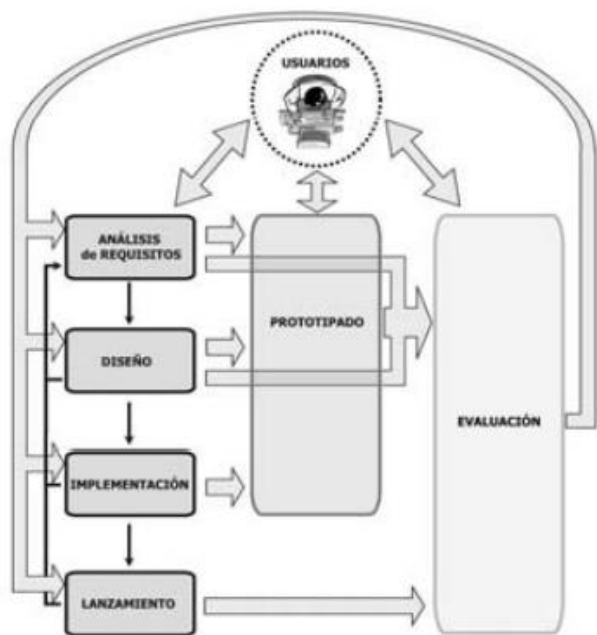 USUARIOS
ANÁLISIS
de REQUISITOS
PROTOTIPADO
DISEÑO
EVALUACIÓN
IMPLEMENTACIÓN
LANZAMIENTO